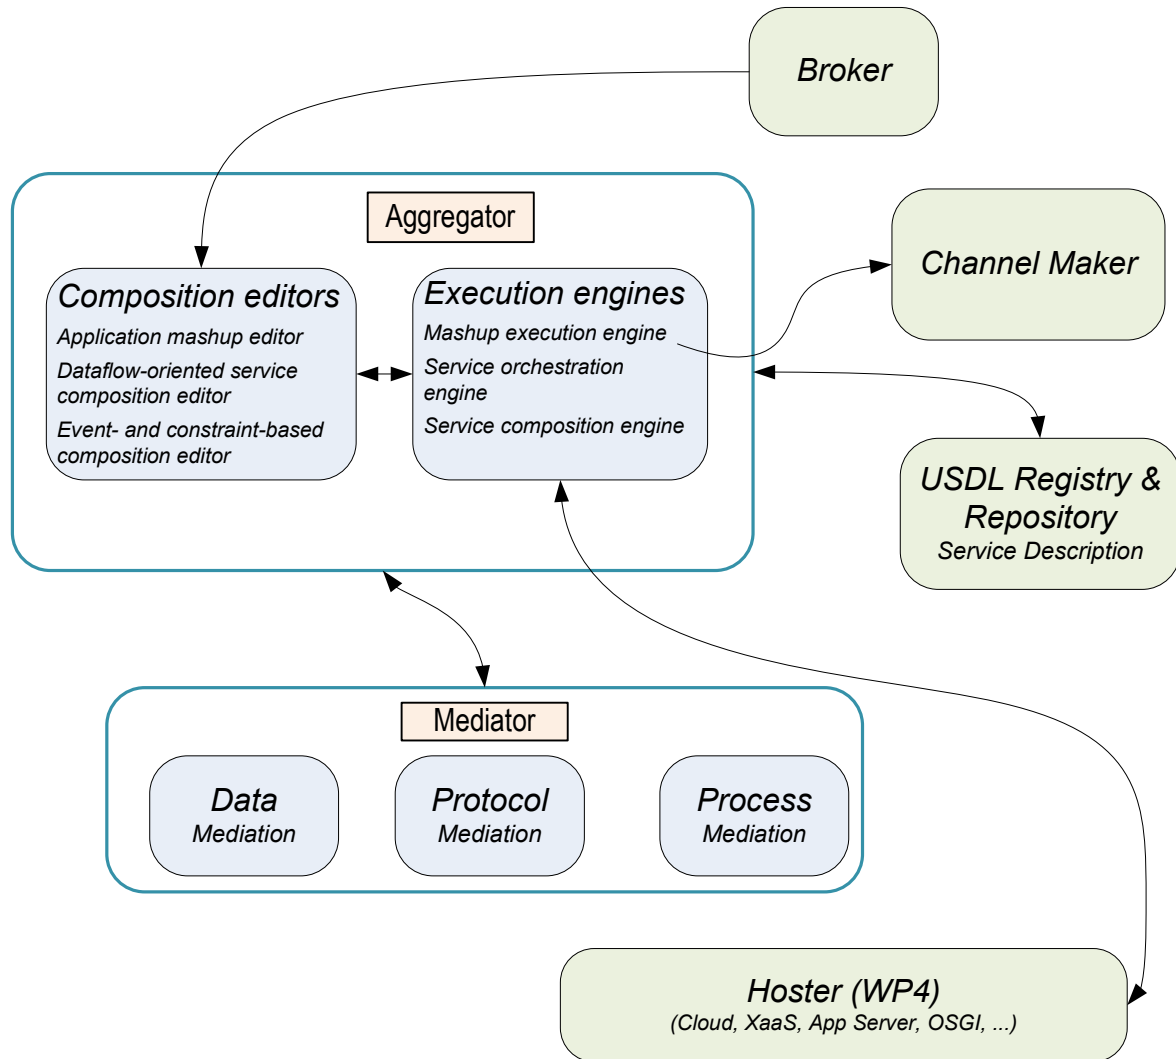 Broker
Aggregator
Channel Maker
Composition editors
Application mashup editor
Dataflow-oriented service
composition editor
Event- and constraint-based
composition editor
Execution engines
Mashup execution engine
Service orchestration
engine
Service composition engine
USDL Registry &
Repository
Service Description
Mediator
Data
Mediation
Protocol
Mediation
Process
Mediation
Hoster (WP4)
(Cloud, XaaS, App Server, OSGI, ...)